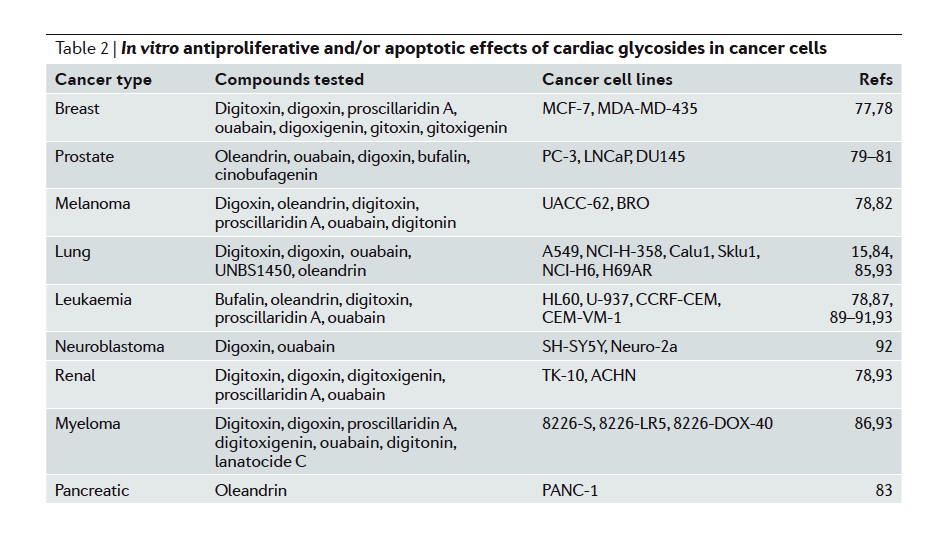 Table 2 | In vitro antiproliferative and/or apoptotic effects of cardiac glycosides in cancer cells
Cancer type Compounds tested Cancer cell lines Refs
Breast Digitoxin, digoxin, proscillaridin A, MCF-7, MDA-MD-435 77,78
ouabain, digoxigenin, gitoxin, gitoxigenin
Prostate Oleandrin, ouabain, digoxin, bufalin, PC-3, LNCaP, DU145 79–81
cinobufagenin
Melanoma Digoxin, oleandrin, digitoxin, UACC-62, BRO 78,82
proscillaridin A, ouabain, digitonin
Lung Digitoxin, digoxin, ouabain, A549, NCI-H-358, Calu1, Sklu1, 15,84,
UNBS1450, oleandrin NCI-H6, H69AR 85,93
Leukaemia Bufalin, oleandrin, digitoxin, HL60, U-937, CCRF-CEM, 78,87,
proscillaridin A, ouabain CEM-VM-1 89–91,93
Neuroblastoma Digoxin, ouabain SH-SY5Y, Neuro-2a 92
Renal Digitoxin, digoxin, digitoxigenin, TK-10, ACHN 78,93
proscillaridin A, ouabain
Myeloma Digitoxin, digoxin, proscillaridin A, 8226-S, 8226-LR5, 8226-DOX-40 86,93
digitoxigenin, ouabain, digitonin,
lanatocide C
Pancreatic Oleandrin PANC-1 83